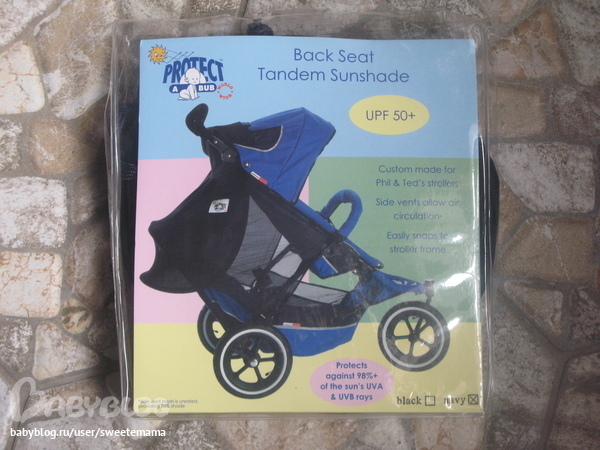 PROTECT
A BUB
Back Seat
Tandem Sunshade
UPF 50+
Custom made for
Phil & Ted's strollers
Side vents allow air
circulation
Easily snaps to
stroller frame
Protects
against 98%+
of the sun's UVA
& UVB rays
black navy
BABYBLOG
babyblog.ru/user/sweetemama